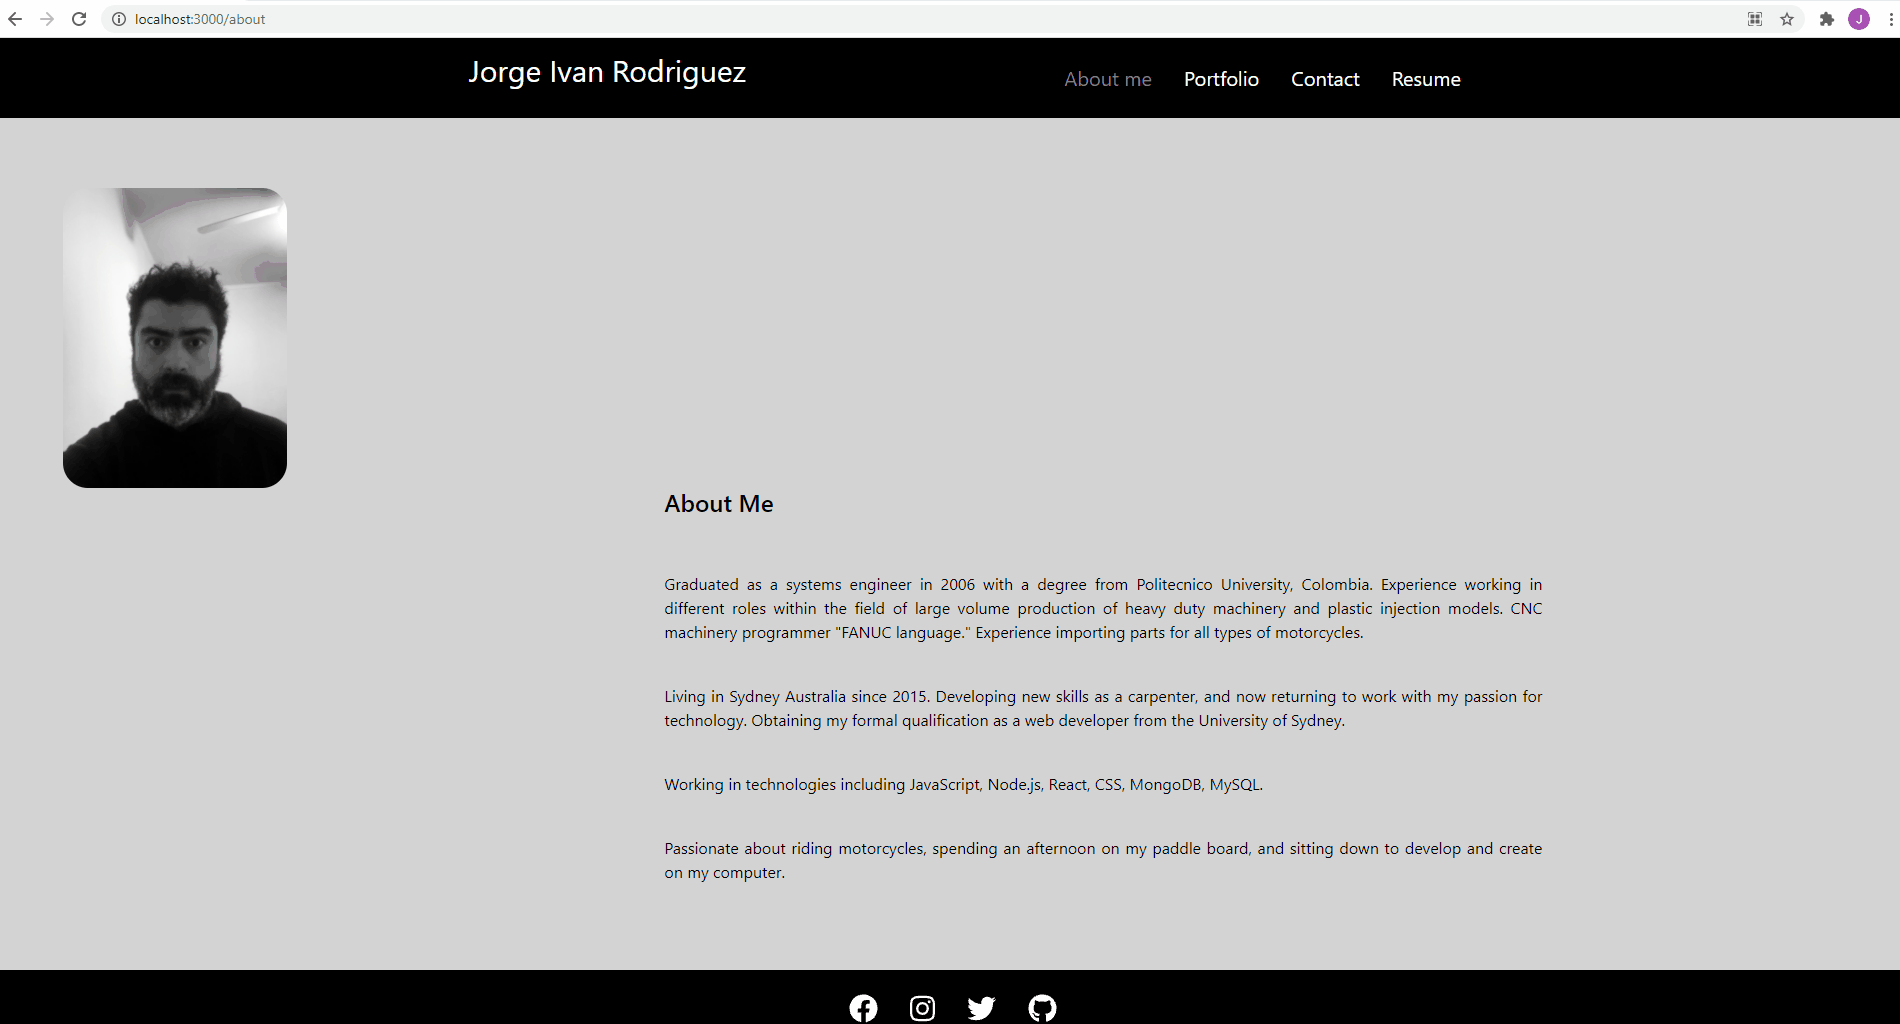 localhost:3000/about
J
Jorge Ivan Rodriguez
About me Portfolio Contact Resume
About Me
Graduated as a systems engineer in 2006 with a degree from Politecnico University, Colombia. Experience working in
different roles within the field of large volume production of heavy duty machinery and plastic injection models. CNC
machinery programmer "FANUC language." Experience importing parts for all types of motorcycles.
Living in Sydney Australia since 2015. Developing new skills as a carpenter, and now returning to work with my passion for
technology. Obtaining my formal qualification as a web developer from the University of Sydney.
Working in technologies including JavaScript, Node.js, React, CSS, MongoDB, MySQL.
Passionate about riding motorcycles, spending an afternoon on my paddle board, and sitting down to develop and create
on my computer.